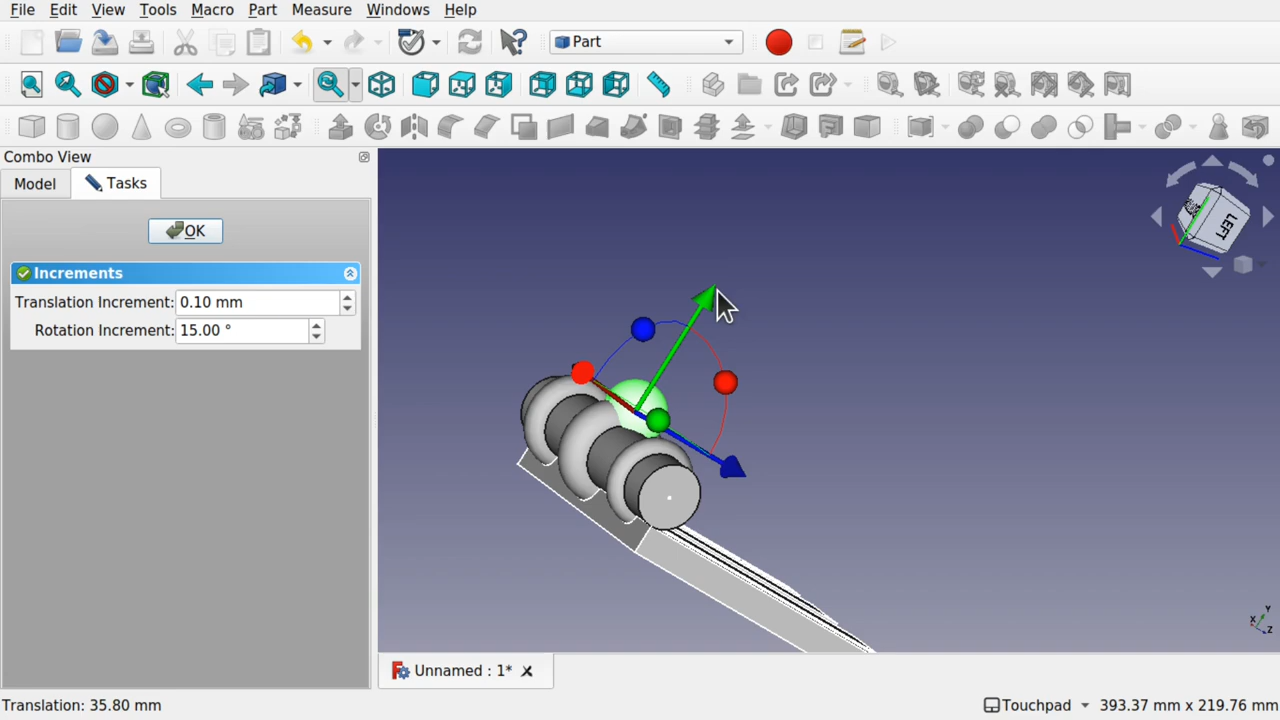 File Edit View Tools Macro Part Measure Windows Help
Part
Combo View
Model Tasks
OK
Increments
Translation Increment: 0.10 mm
Rotation Increment: 15.00 °
LEFT
Y
X
Z
Unnamed : 1*
Translation: 35.80 mm
Touchpad 393.37 mm x 219.76 mm